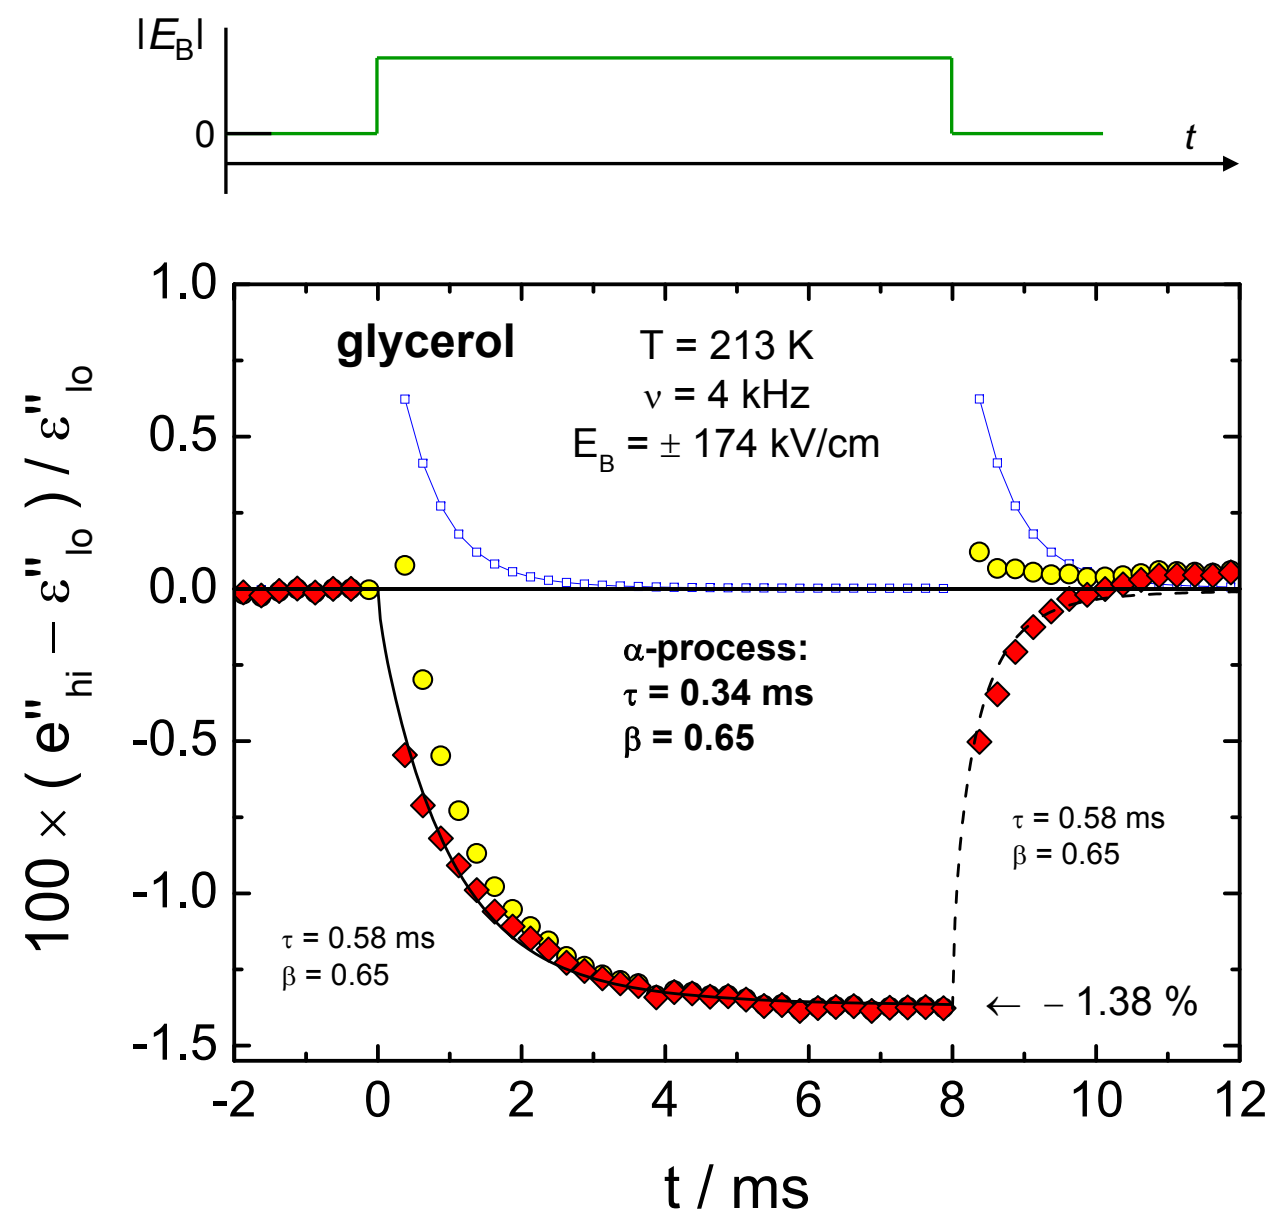 |E_B|
0
t
1.0
0.5
0.0
-0.5
-1.0
-1.5
100 × ( e''_hi − ε''_lo ) / ε''_lo
glycerol
T = 213 K
ν = 4 kHz
E_B = ± 174 kV/cm
α-process:
τ = 0.34 ms
β = 0.65
τ = 0.58 ms
β = 0.65
τ = 0.58 ms
β = 0.65
← − 1.38 %
-2 0 2 4 6 8 10 12
t / ms